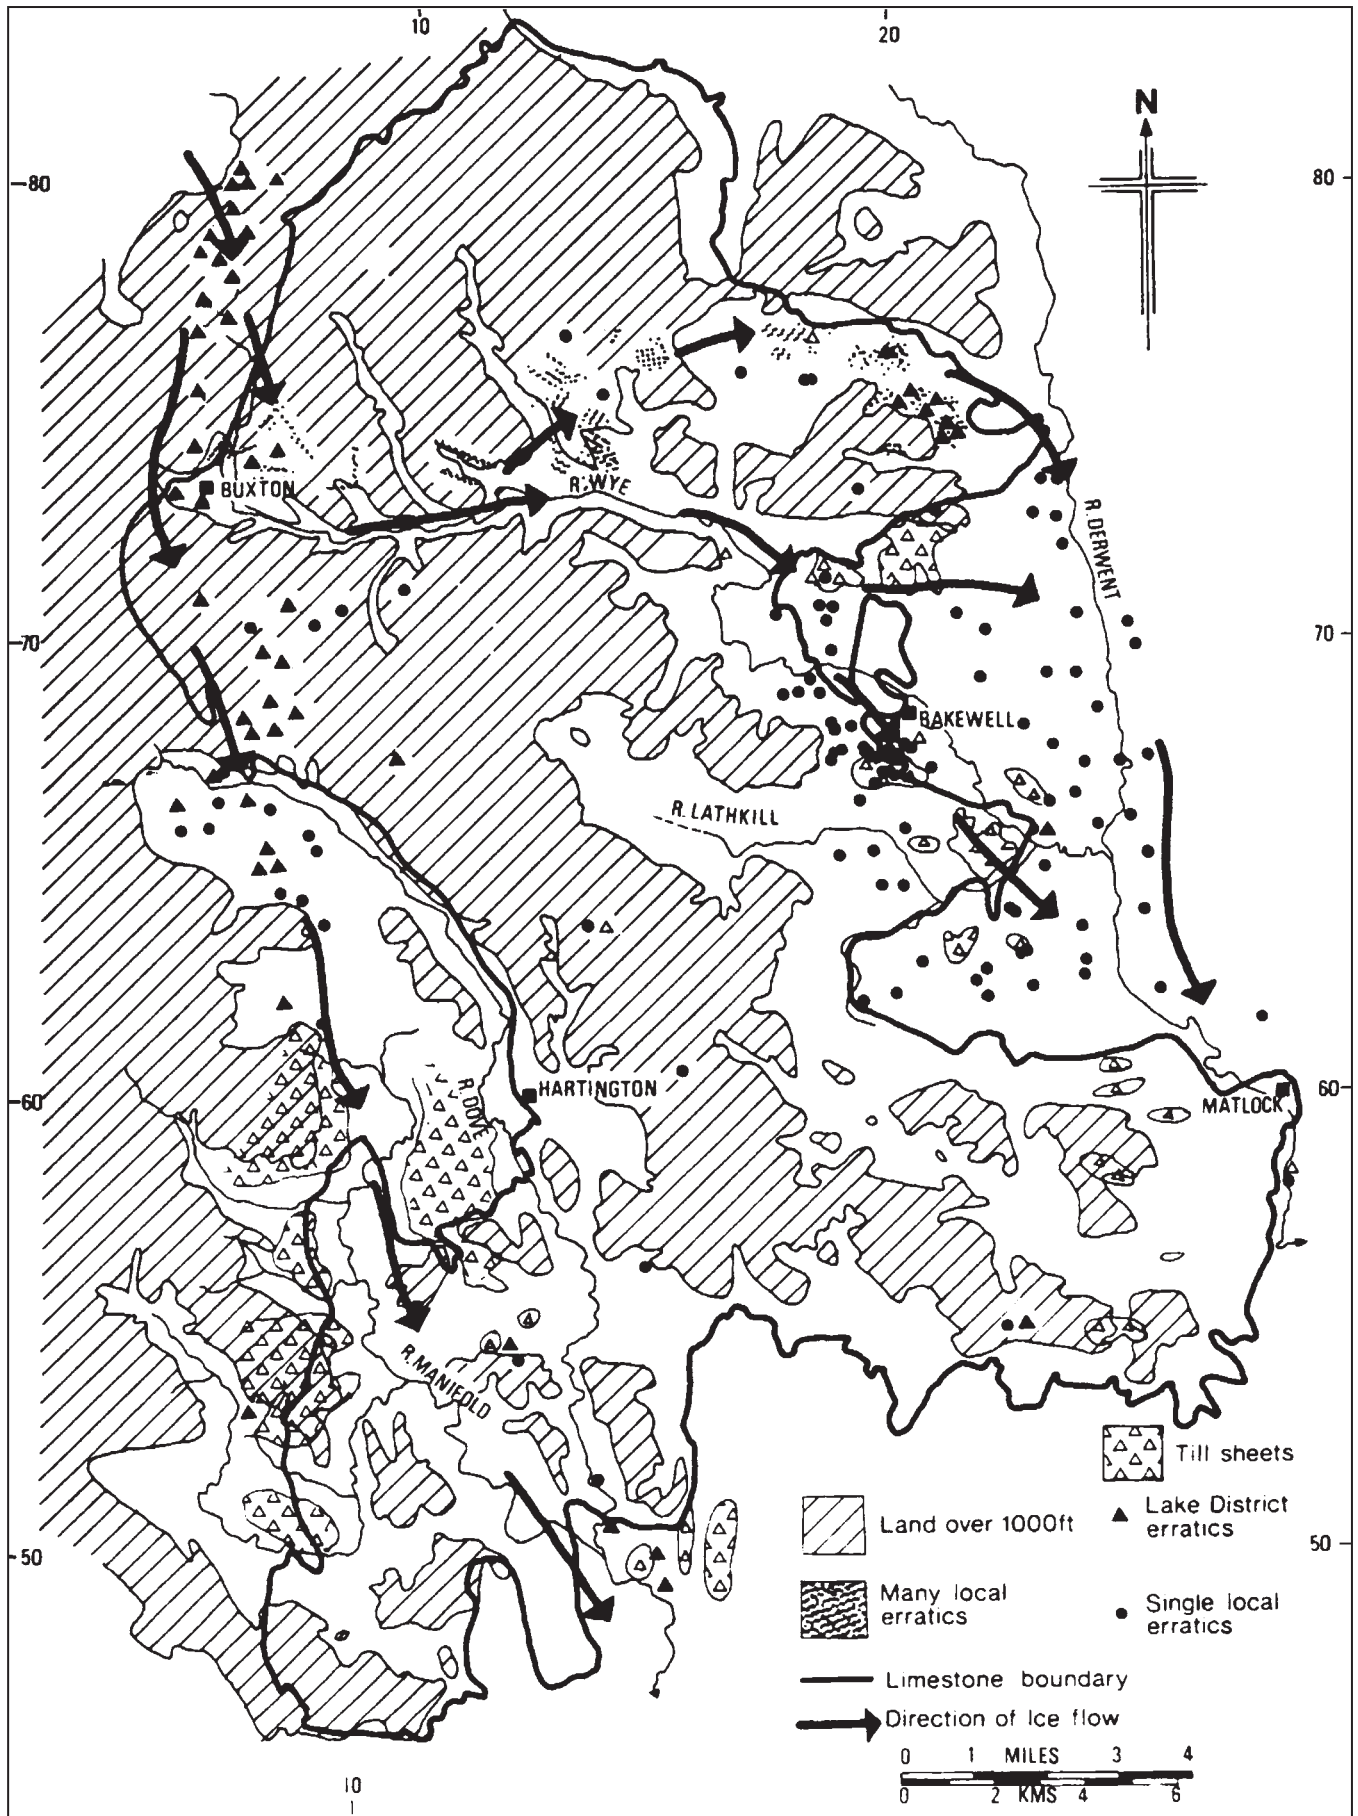 10
20
N
80
80
BUXTON
R. WYE
R. DERWENT
70
70
BAKEWELL
R. LATHKILL
HARTINGTON
R. DOVE
60
60
MATLOCK
R. MANIFOLD
Till sheets
Land over 1000ft
Lake District
erratics
50
50
Many local
erratics
Single local
erratics
Limestone boundary
Direction of Ice flow
0 1 MILES 3 4
0 2 KMS 4 6
10